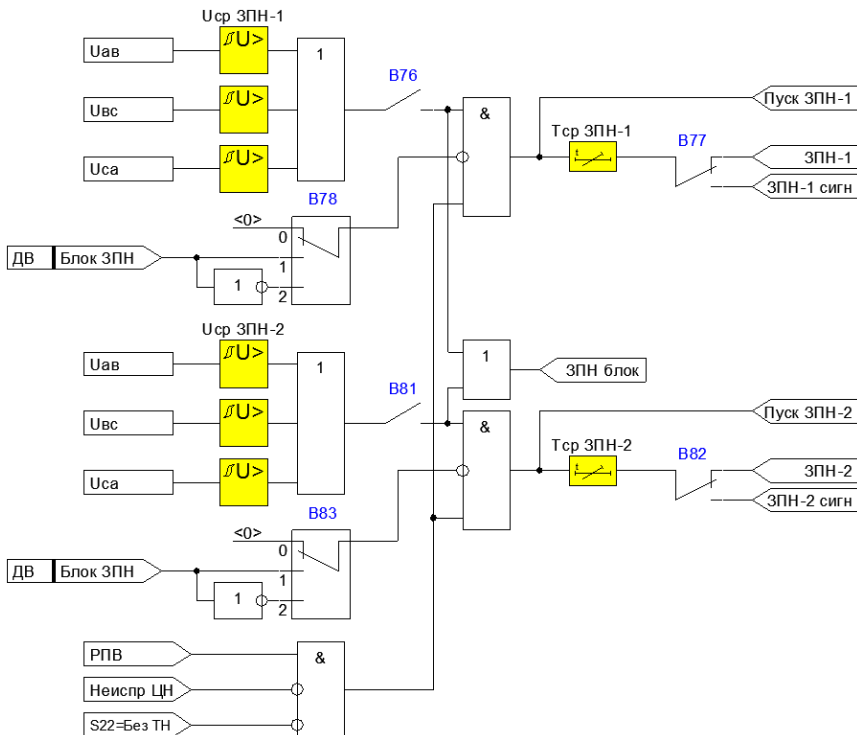 Uср ЗПН-1
U>
Uав
1
В76
U>
Uвс
&
Пуск ЗПН-1
Тср ЗПН-1
В77
t
ЗПН-1
U>
Uса
ЗПН-1 сигн
В78
<0>
0
ДВ Блок ЗПН
1
1
2
Uср ЗПН-2
U>
Uав
1
1
ЗПН блок
В81
U>
Uвс
&
Пуск ЗПН-2
Тср ЗПН-2
В82
t
ЗПН-2
U>
Uса
ЗПН-2 сигн
В83
<0>
0
ДВ Блок ЗПН
1
1
2
РПВ
&
Неиспр ЦН
S22=Без ТН